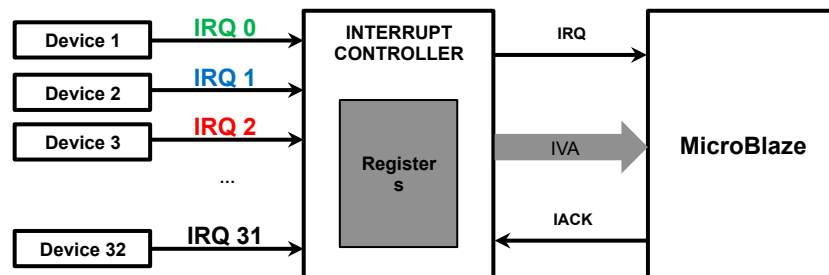 Device 1
IRQ 0
Device 2
IRQ 1
Device 3
IRQ 2
...
Device 32
IRQ 31
INTERRUPT
CONTROLLER
Register
s
IRQ
IVA
IACK
MicroBlaze